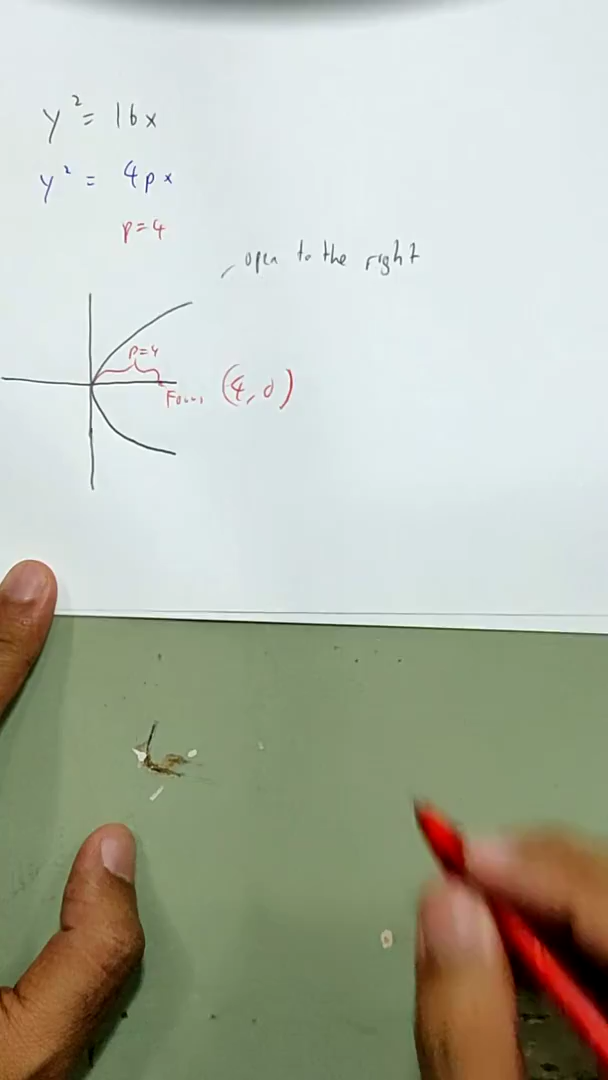 y² = 16x
y² = 4px
p=4
open to the right
p=4
Focus (4, 0)